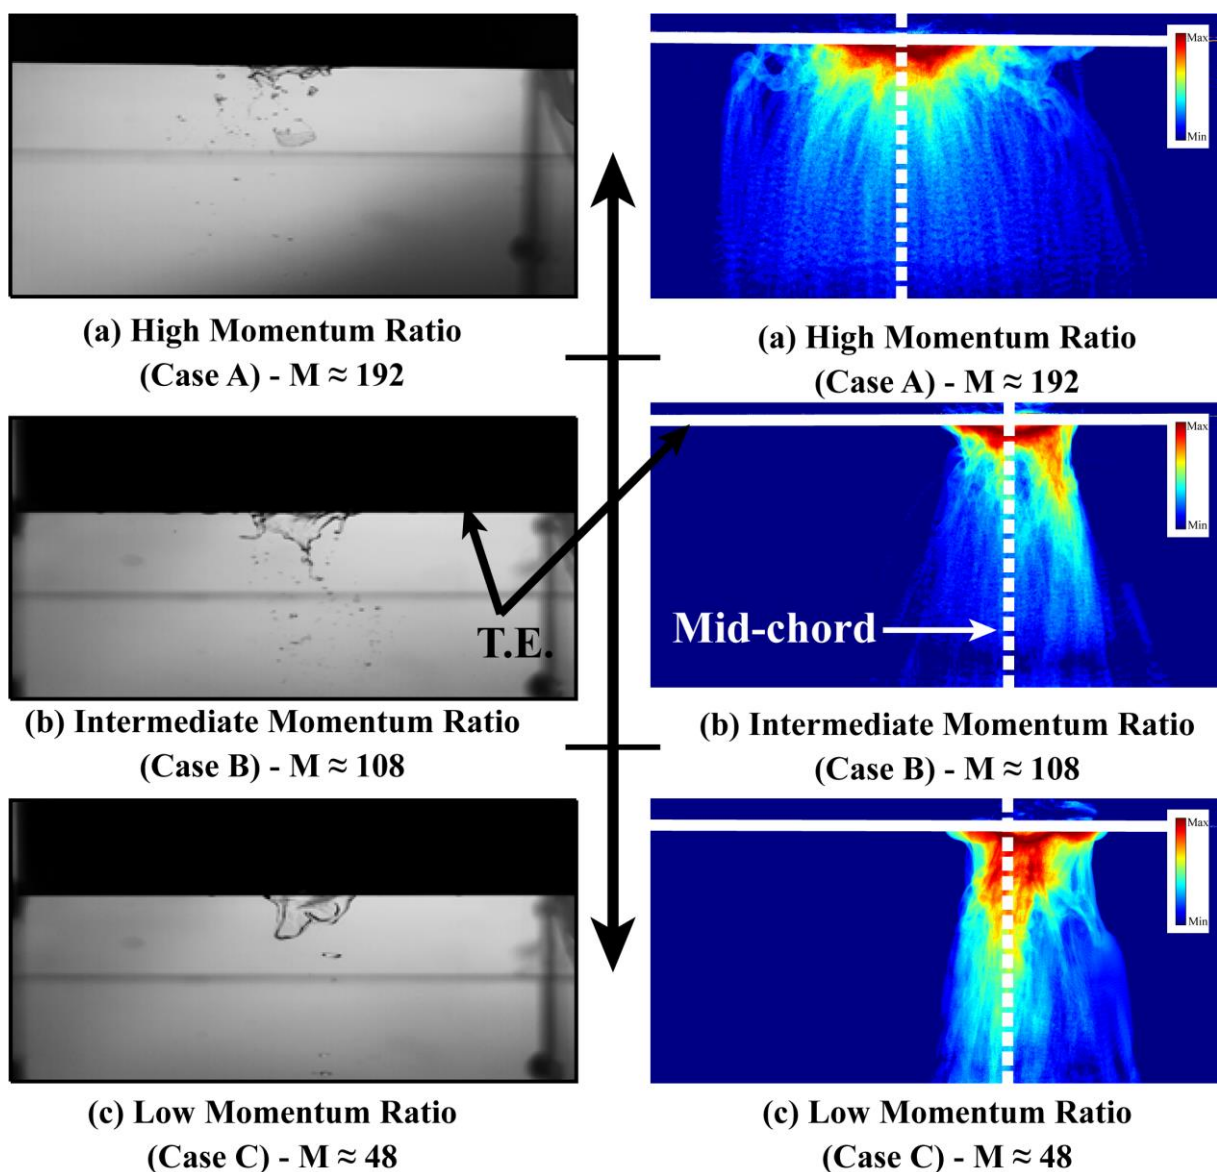 Max
Min
(a) High Momentum Ratio
(Case A) - M ≈ 192
(a) High Momentum Ratio
(Case A) - M ≈ 192
Max
Min
T.E.
Mid-chord
(b) Intermediate Momentum Ratio
(Case B) - M ≈ 108
(b) Intermediate Momentum Ratio
(Case B) - M ≈ 108
Max
Min
(c) Low Momentum Ratio
(Case C) - M ≈ 48
(c) Low Momentum Ratio
(Case C) - M ≈ 48